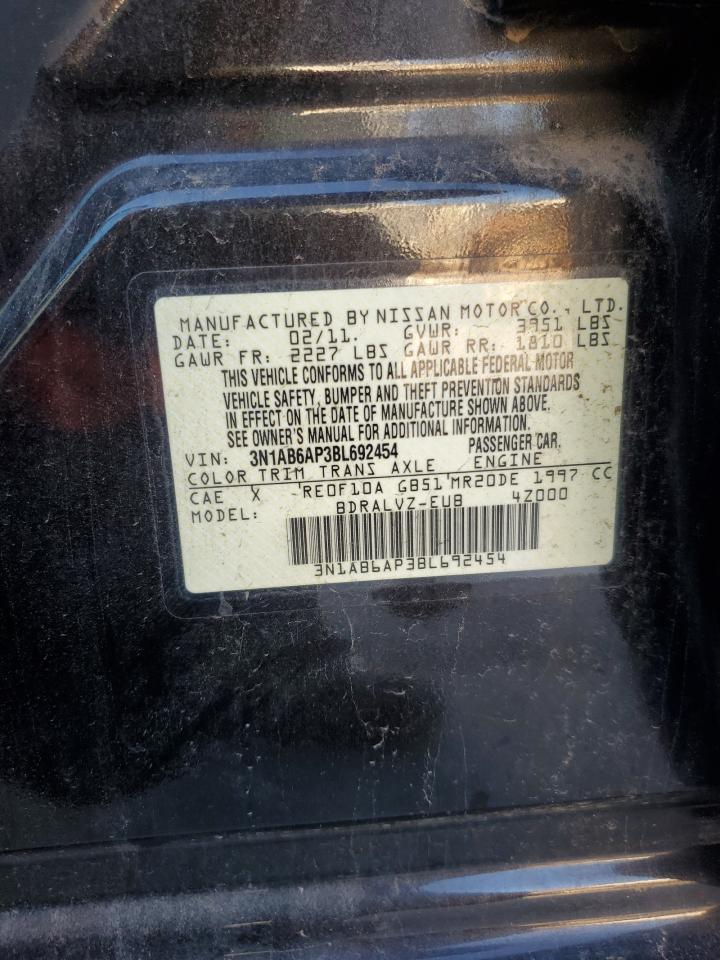 MANUFACTURED BY NISSAN MOTOR CO., LTD.
DATE: 02/11. GVWR: 3951 LBS
GAWR FR: 2227 LBS GAWR RR: 1810 LBS
THIS VEHICLE CONFORMS TO ALL APPLICABLE FEDERAL MOTOR
VEHICLE SAFETY, BUMPER AND THEFT PREVENTION STANDARDS
IN EFFECT ON THE DATE OF MANUFACTURE SHOWN ABOVE.
SEE OWNER'S MANUAL FOR ADDITIONAL INFORMATION.
VIN: 3N1AB6AP3BL692454 PASSENGER CAR.
COLOR TRIM TRANS AXLE / ENGINE
CAE X RE0F10A GB51 MR20DE 1997 CC
MODEL: BDRALVZ-EUB 4Z000
3N1AB6AP3BL692454